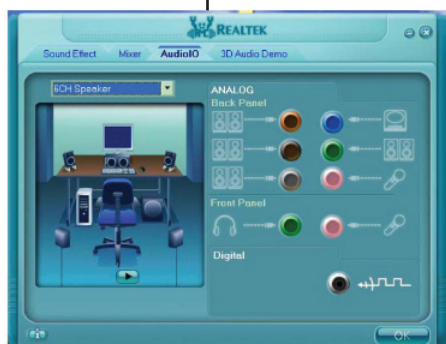 REALTEK
Sound Effect Mixer AudioIO 3D Audio Demo
6CH Speaker
ANALOG
Back Panel
Front Panel
Digital
OK